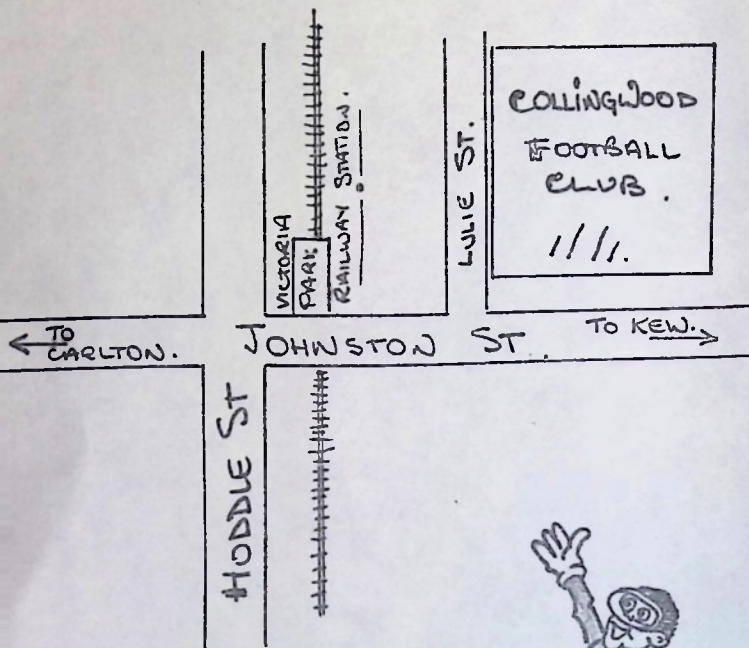 COLLINGWOOD
FOOTBALL
CLUB.
LULIE ST.
VICTORIA
PARK
RAILWAY STATION.
TO
CARLTON.
JOHNSTON ST.
TO KEW.
HODDLE ST